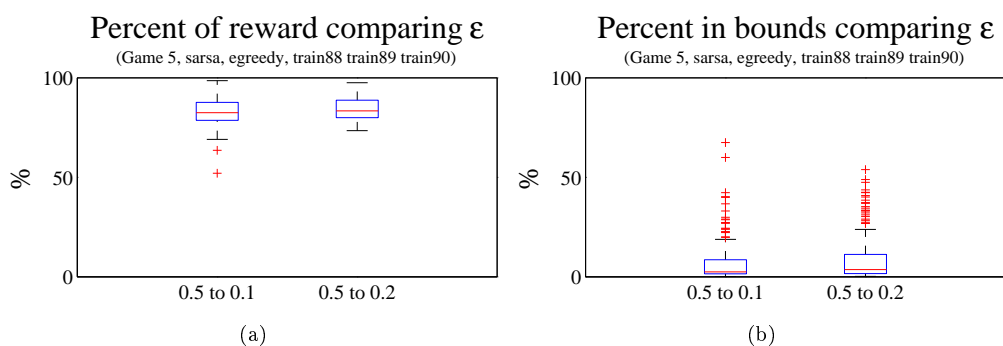 Percent of reward comparing ε
(Game 5, sarsa, egreedy, train88 train89 train90)
100
50
0
%
0.5 to 0.1
0.5 to 0.2
(a)
Percent in bounds comparing ε
(Game 5, sarsa, egreedy, train88 train89 train90)
100
50
0
%
0.5 to 0.1
0.5 to 0.2
(b)